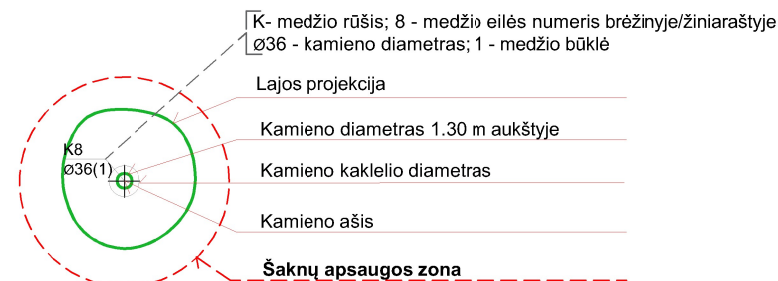 K- medžio rūšis; 8 - medžio eilės numeris brėžinyje/žiniaraštyje
Ø36 - kamieno diametras; 1 - medžio būklė
Lajos projekcija
Kamieno diametras 1.30 m aukštyje
K8
Ø36(1)
Kamieno kaklelio diametras
Kamieno ašis
Šaknų apsaugos zona